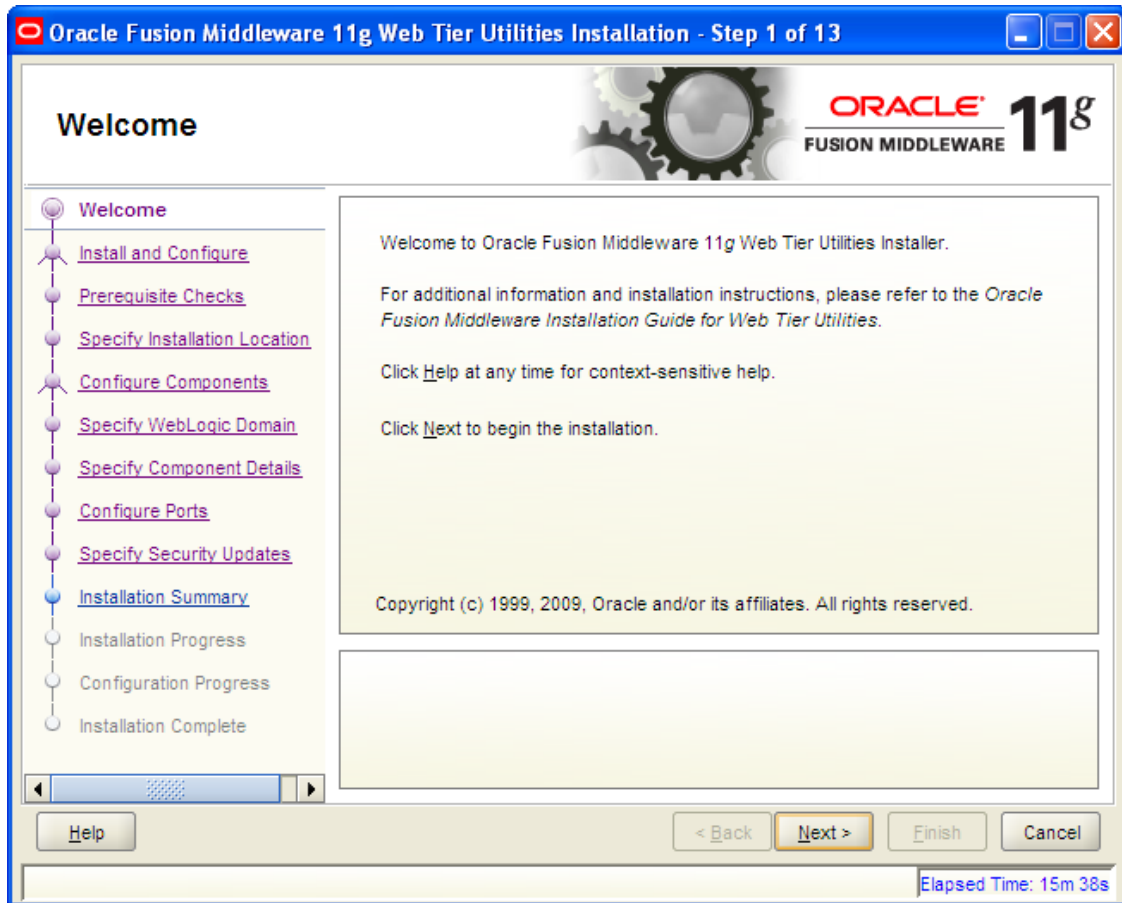 Oracle Fusion Middleware 11g Web Tier Utilities Installation - Step 1 of 13
Welcome
ORACLE®
FUSION MIDDLEWARE
11g
Welcome
Install and Configure
Prerequisite Checks
Specify Installation Location
Configure Components
Specify WebLogic Domain
Specify Component Details
Configure Ports
Specify Security Updates
Installation Summary
Installation Progress
Configuration Progress
Installation Complete
Welcome to Oracle Fusion Middleware 11g Web Tier Utilities Installer.
For additional information and installation instructions, please refer to the Oracle
Fusion Middleware Installation Guide for Web Tier Utilities.
Click Help at any time for context-sensitive help.
Click Next to begin the installation.
Copyright (c) 1999, 2009, Oracle and/or its affiliates. All rights reserved.
Help
< Back
Next >
Finish
Cancel
Elapsed Time: 15m 38s